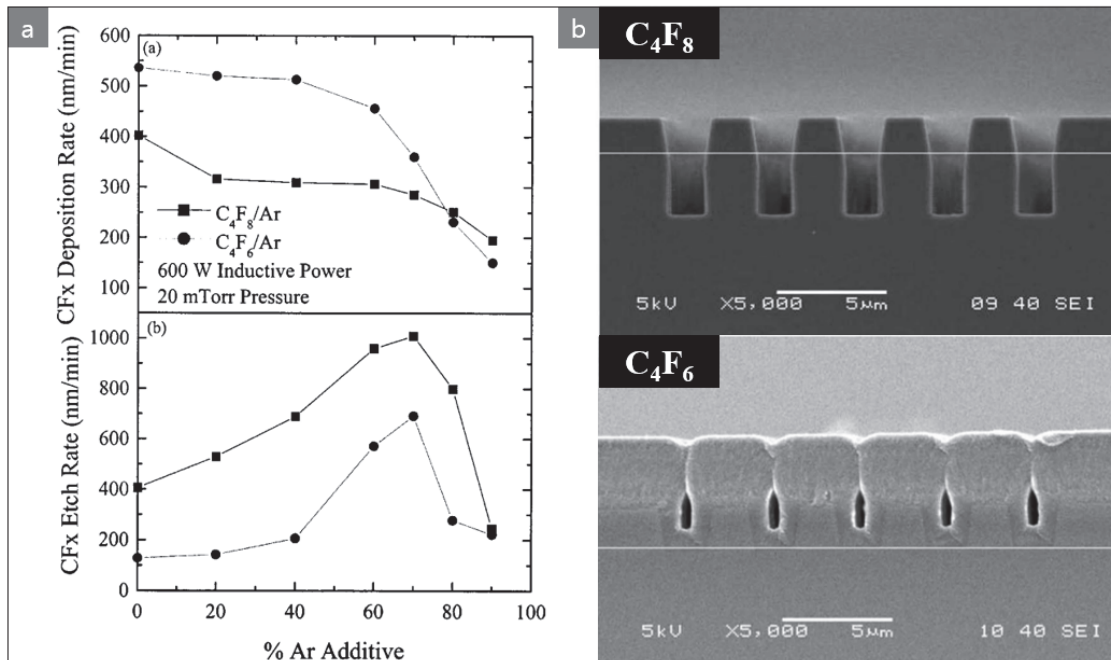 a
CFx Deposition Rate (nm/min)
600
500
400
300
200
150
100
(a)
C₄F₈/Ar
C₄F₆/Ar
600 W Inductive Power
20 mTorr Pressure
CFx Etch Rate (nm/min)
1000
800
600
400
200
0
(b)
0 20 40 60 80 100
% Ar Additive
b
C₄F₈
5kV X5,000 5µm 09 40 SEI
C₄F₆
5kV X5,000 5µm 10 40 SEI